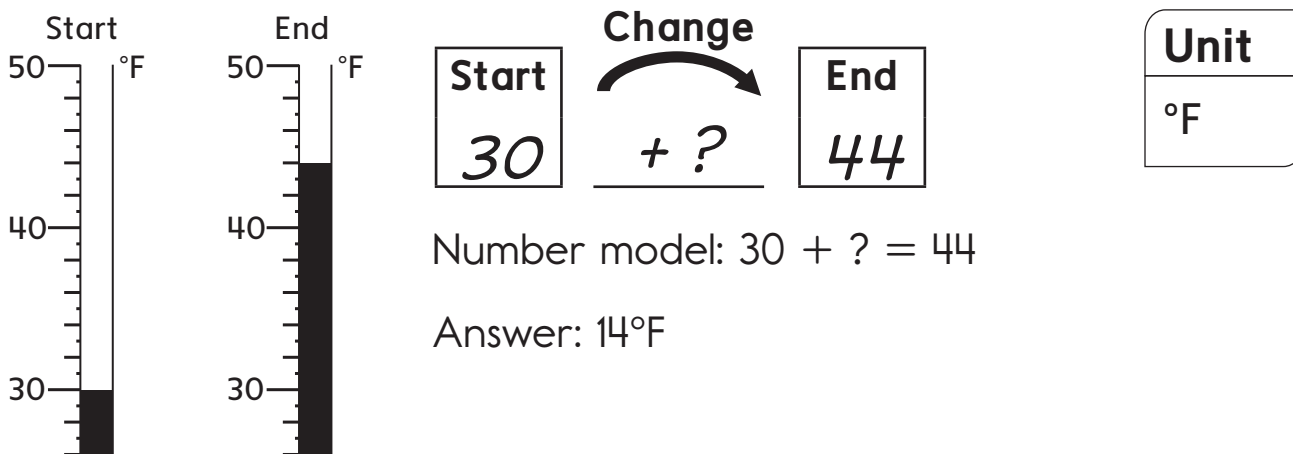 Start
50 °F
40
30
End
50 °F
40
30
Change
Start
30
+ ?
End
44
Number model: 30 + ? = 44
Answer: 14°F
Unit
°F